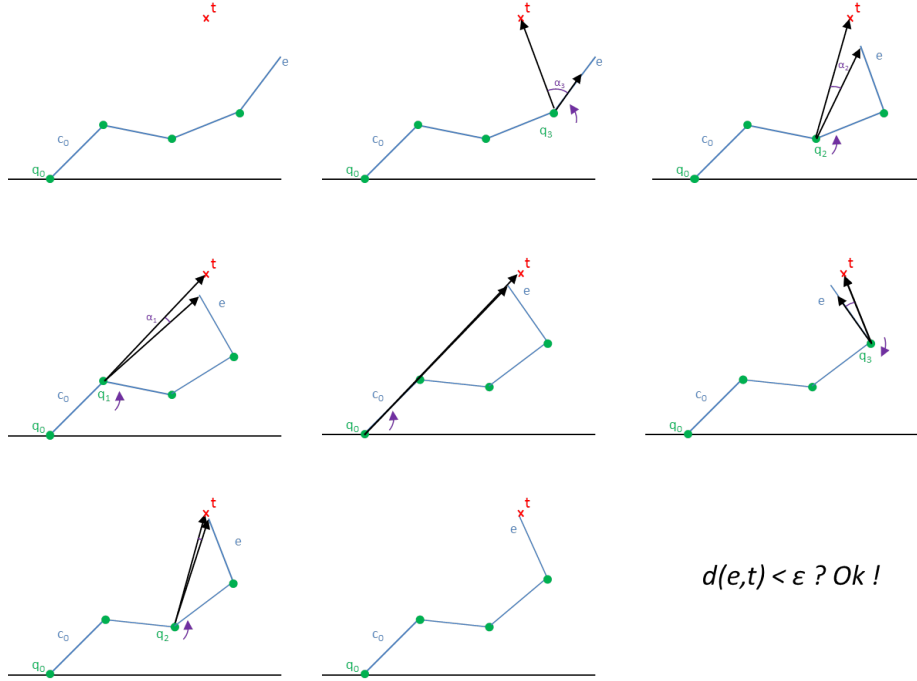 t
e
c₀
q₀
t
α₃
e
q₃
c₀
q₀
t
α₂
e
q₂
c₀
q₀
t
e
α₁
c₀
q₁
q₀
t
e
c₀
q₀
t
e
q₃
c₀
q₀
t
e
q₂
c₀
q₀
t
e
c₀
q₀
d(e,t) < ε ? Ok !